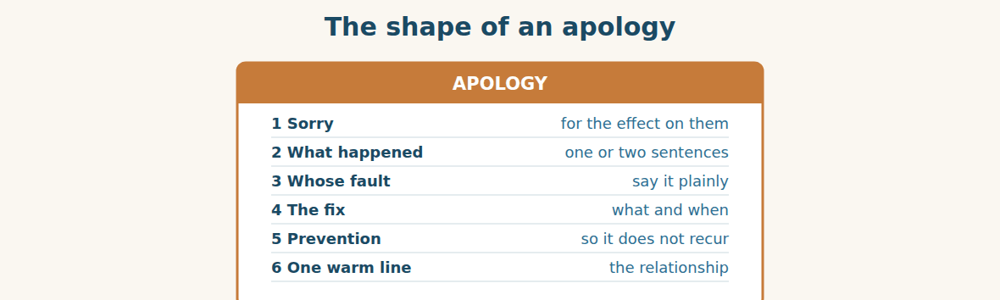 The shape of an apology
APOLOGY
1 Sorry for the effect on them
2 What happened one or two sentences
3 Whose fault say it plainly
4 The fix what and when
5 Prevention so it does not recur
6 One warm line the relationship